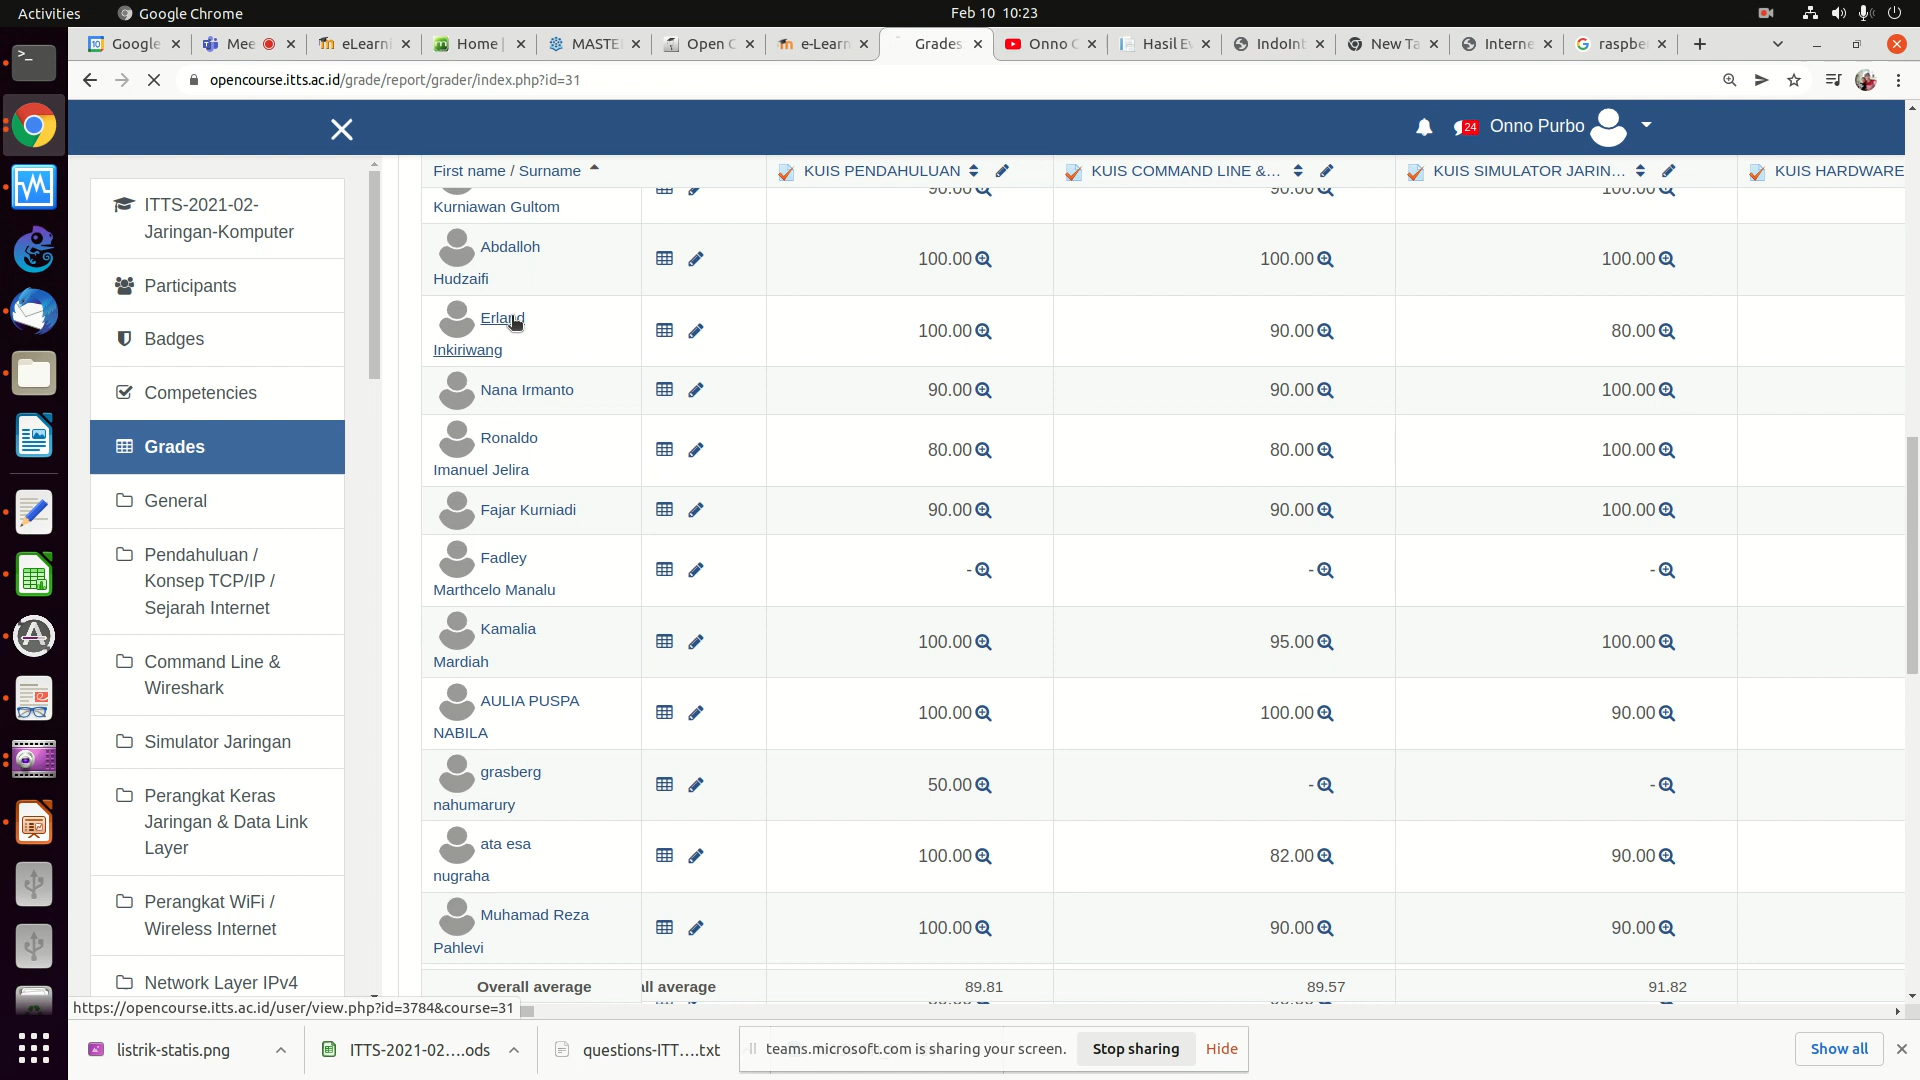 Activities
Google Chrome
Feb 10 10:23
Google
Mee
eLearni
Home |
MASTE
Open C
e-Learn
Grades
Onno C
Hasil Ev
IndoInt
New Ta
Interne
raspbe
opencourse.itts.ac.id/grade/report/grader/index.php?id=31
24
Onno Purbo
ITTS-2021-02-
Jaringan-Komputer
Participants
Badges
Competencies
Grades
General
Pendahuluan /
Konsep TCP/IP /
Sejarah Internet
Command Line &
Wireshark
Simulator Jaringan
Perangkat Keras
Jaringan & Data Link
Layer
Perangkat WiFi /
Wireless Internet
Network Layer IPv4
First name / Surname
KUIS PENDAHULUAN
KUIS COMMAND LINE &...
KUIS SIMULATOR JARIN...
KUIS HARDWARE
90.00 90.00 100.00
Kurniawan Gultom
Abdalloh
Hudzaifi
100.00 100.00 100.00
Erland
Inkiriwang
100.00 90.00 80.00
Nana Irmanto
90.00 90.00 100.00
Ronaldo
Imanuel Jelira
80.00 80.00 100.00
Fajar Kurniadi
90.00 90.00 100.00
Fadley
Marthcelo Manalu
- - -
Kamalia
Mardiah
100.00 95.00 100.00
AULIA PUSPA
NABILA
100.00 100.00 90.00
grasberg
nahumarury
50.00 - -
ata esa
nugraha
100.00 82.00 90.00
Muhamad Reza
Pahlevi
100.00 90.00 90.00
Overall average
all average
89.81 89.57 91.82
https://opencourse.itts.ac.id/user/view.php?id=3784&course=31
listrik-statis.png
ITTS-2021-02....ods
questions-ITT....txt
teams.microsoft.com is sharing your screen.
Stop sharing
Hide
Show all